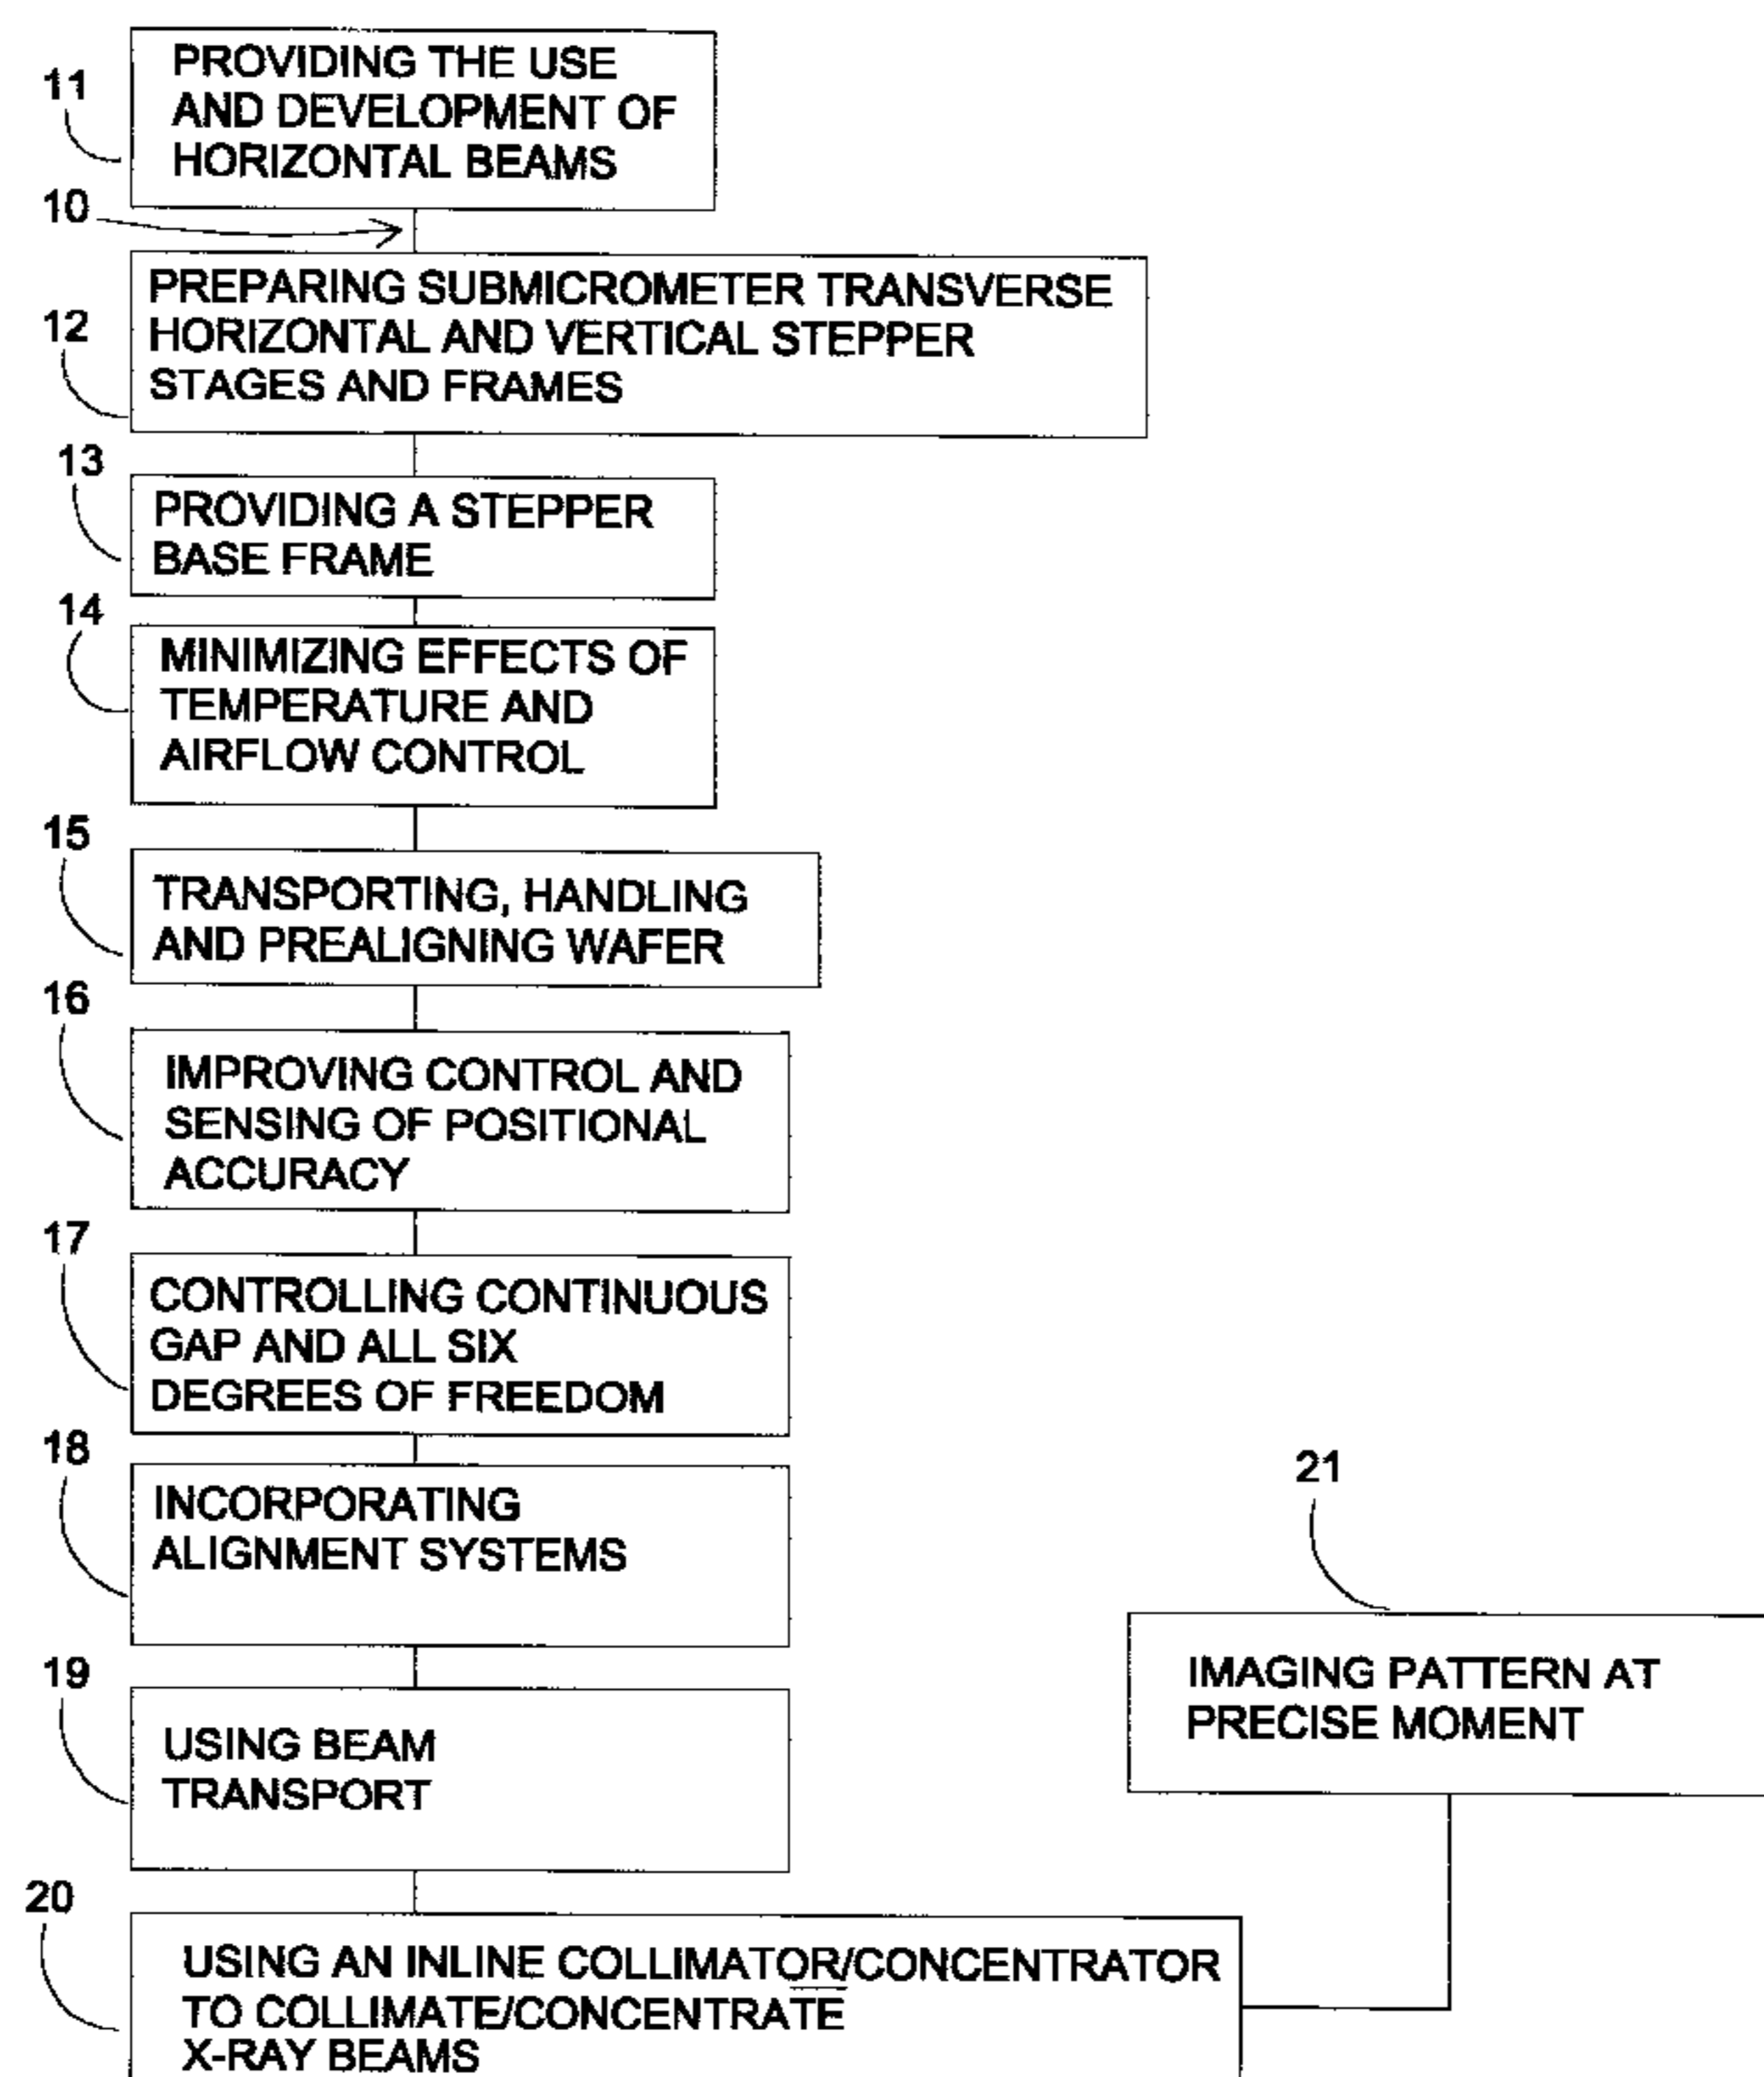 11
PROVIDING THE USE
AND DEVELOPMENT OF
HORIZONTAL BEAMS
10
12
PREPARING SUBMICROMETER TRANSVERSE
HORIZONTAL AND VERTICAL STEPPER
STAGES AND FRAMES
13
PROVIDING A STEPPER
BASE FRAME
14
MINIMIZING EFFECTS OF
TEMPERATURE AND
AIRFLOW CONTROL
15
TRANSPORTING, HANDLING
AND PREALIGNING WAFER
16
IMPROVING CONTROL AND
SENSING OF POSITIONAL
ACCURACY
17
CONTROLLING CONTINUOUS
GAP AND ALL SIX
DEGREES OF FREEDOM
18
INCORPORATING
ALIGNMENT SYSTEMS
19
USING BEAM
TRANSPORT
20
USING AN INLINE COLLIMATOR/CONCENTRATOR
TO COLLIMATE/CONCENTRATE
X-RAY BEAMS
21
IMAGING PATTERN AT
PRECISE MOMENT